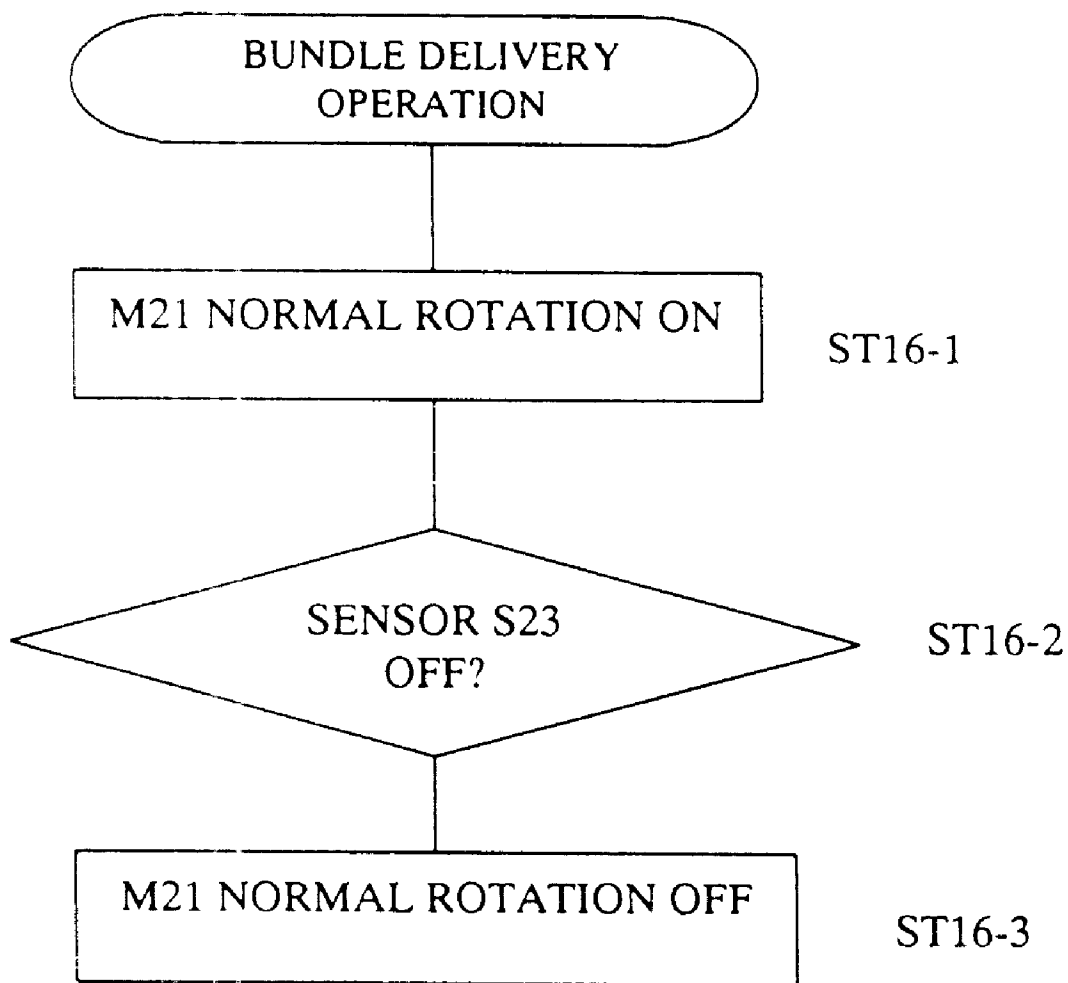 BUNDLE DELIVERY
OPERATION
M21 NORMAL ROTATION ON
ST16-1
SENSOR S23
OFF?
ST16-2
M21 NORMAL ROTATION OFF
ST16-3